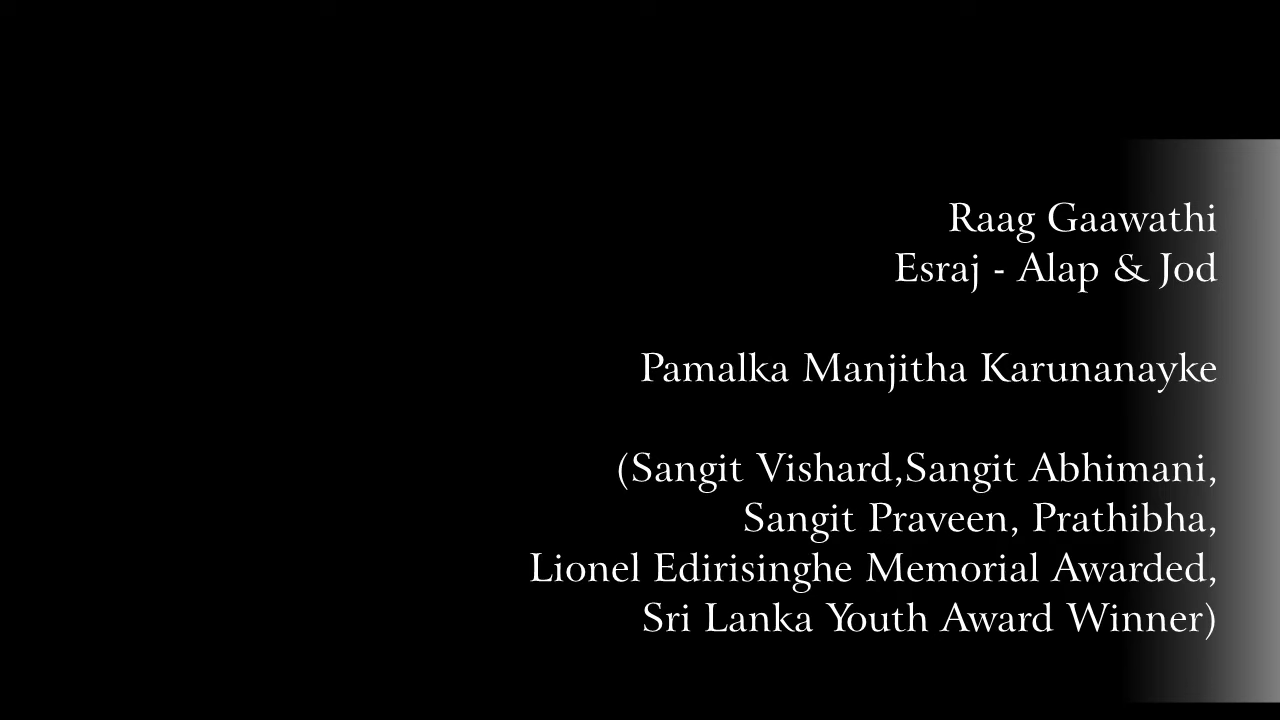 Raag Gaawathi
Esraj - Alap & Jod
Pamalka Manjitha Karunanayke
(Sangit Vishard,Sangit Abhimani,
Sangit Praveen, Prathibha,
Lionel Edirisinghe Memorial Awarded,
Sri Lanka Youth Award Winner)